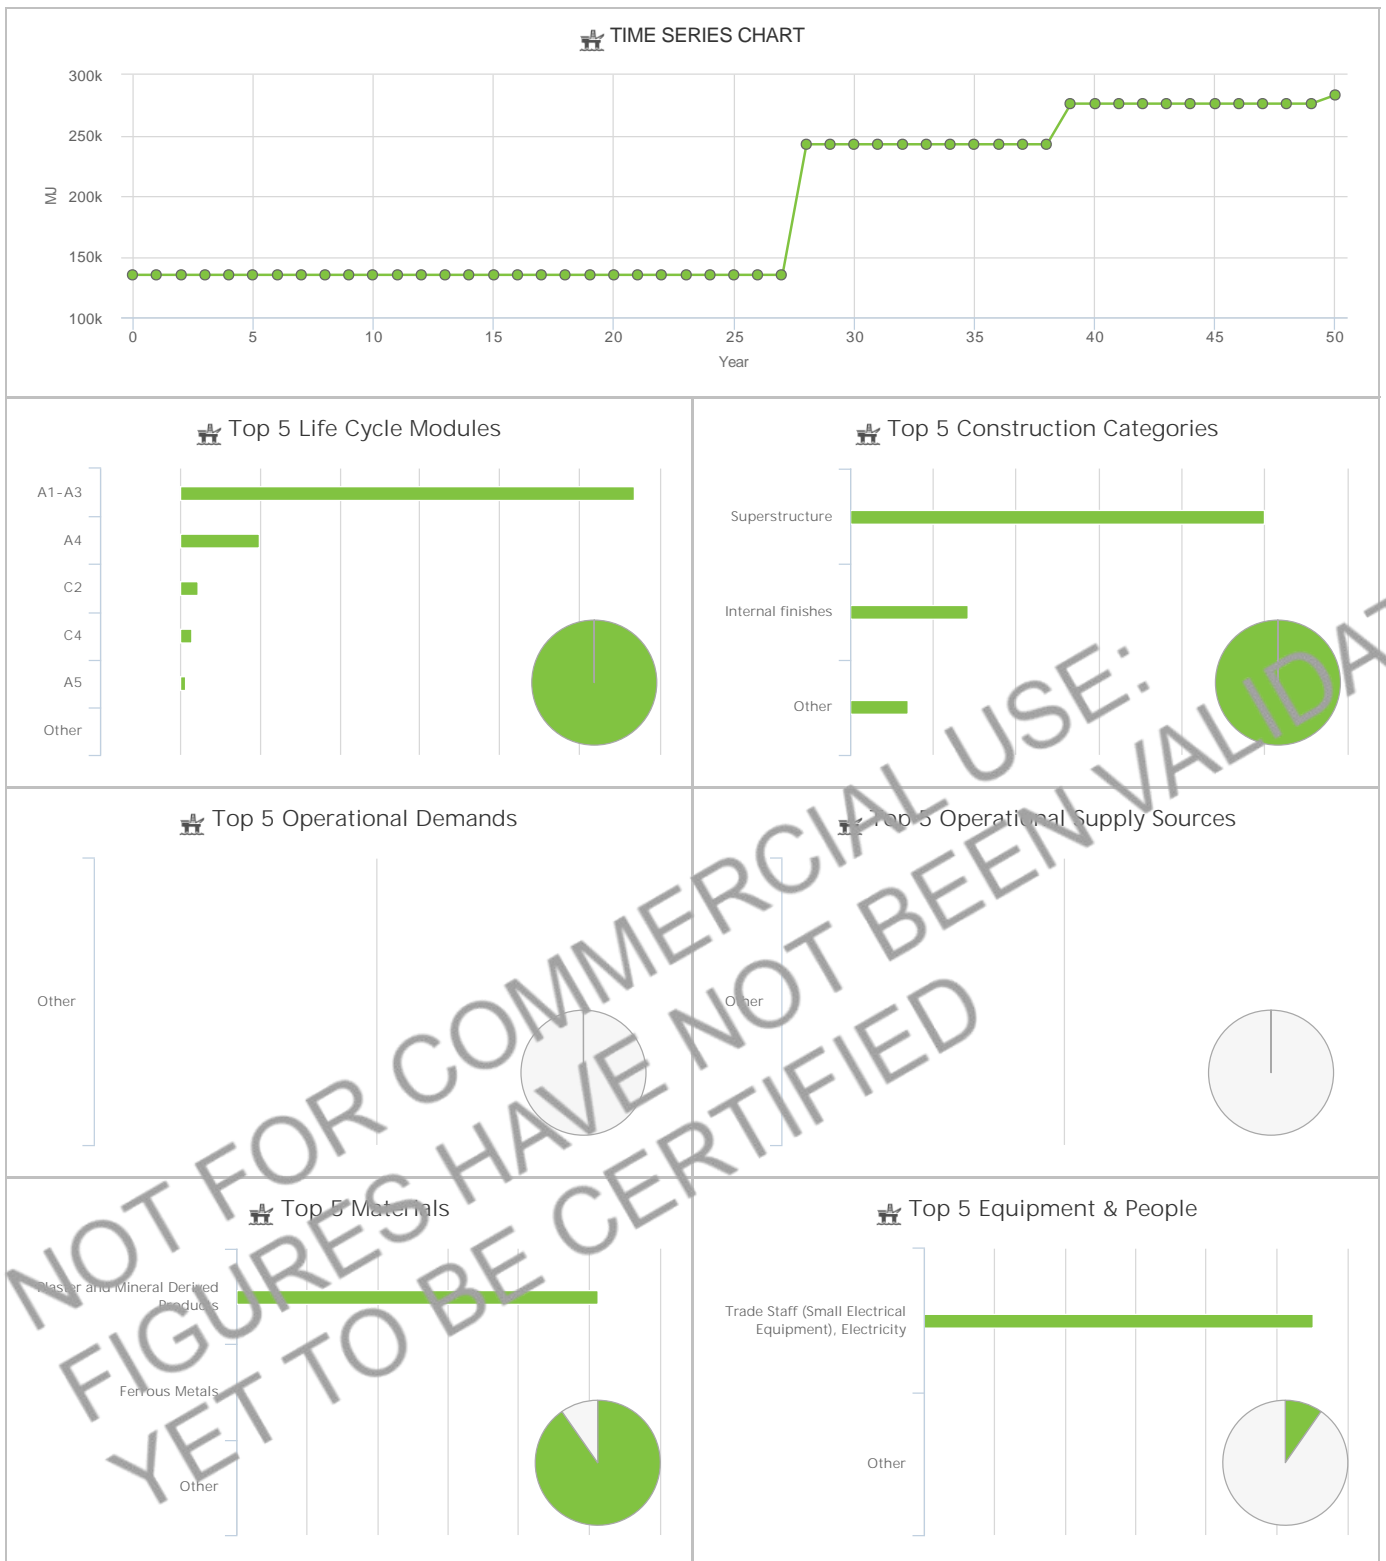 TIME SERIES CHART
300k
250k
200k
150k
100k
MJ
0 5 10 15 20 25 30 35 40 45 50
Year
Top 5 Life Cycle Modules
A1-A3
A4
C2
C4
A5
Other
Top 5 Construction Categories
Superstructure
Internal finishes
Other
Top 5 Operational Demands
Other
Top 5 Operational Supply Sources
Other
Top 5 Materials
Plaster and Mineral Derived
Products
Ferrous Metals
Other
Top 5 Equipment & People
Trade Staff (Small Electrical
Equipment), Electricity
Other
NOT FOR COMMERCIAL USE:
FIGURES HAVE NOT BEEN VALIDAT
YET TO BE CERTIFIED